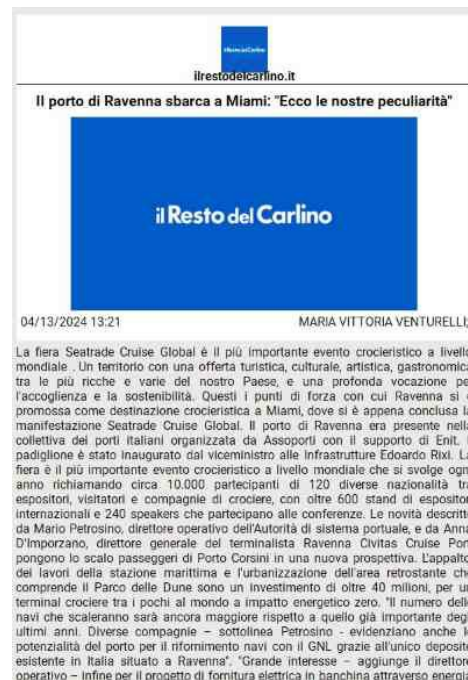 il Resto del Carlino
ilrestodelcarlino.it
Il porto di Ravenna sbarca a Miami: "Ecco le nostre peculiarità"
il Resto del Carlino
04/13/2024 13:21 MARIA VITTORIA VENTURELLI;
La fiera Seatrade Cruise Global è il più importante evento crocieristico a livello
mondiale . Un territorio con una offerta turistica, culturale, artistica, gastronomica
tra le più ricche e varie del nostro Paese, e una profonda vocazione pe
l'accoglienza e la sostenibilità. Questi i punti di forza con cui Ravenna si
promossa come destinazione crocieristica a Miami, dove si è appena conclusa l
manifestazione Seatrade Cruise Global. Il porto di Ravenna era presente nell
collettiva dei porti italiani organizzata da Assoporti con il supporto di Enit.
padiglione è stato inaugurato dal viceministro alle Infrastrutture Edoardo Rixi. L
fiera è il più importante evento crocieristico a livello mondiale che si svolge ogn
anno richiamando circa 10.000 partecipanti di 120 diverse nazionalità tr
espositori, visitatori e compagnie di crociere, con oltre 600 stand di espositor
internazionali e 240 speakers che partecipano alle conferenze. Le novità descritt
da Mario Petrosino, direttore operativo dell'Autorità di sistema portuale, e da Anna
D'Imporzano, direttore generale del terminalista Ravenna Civitas Cruise Port
pongono lo scalo passeggeri di Porto Corsini in una nuova prospettiva. L'appalto
dei lavori della stazione marittima e l'urbanizzazione dell'area retrostante che
comprende il Parco delle Dune sono un investimento di oltre 40 milioni, per un
terminal crociere tra i pochi al mondo a impatto energetico zero. "Il numero delle
navi che scaleranno sarà ancora maggiore rispetto a quello già importante degl
ultimi anni. Diverse compagnie – sottolinea Petrosino - evidenziano anche l
potenzialità del porto per il rifornimento navi con il GNL grazie all'unico deposito
esistente in Italia situato a Ravenna". "Grande interesse – aggiunge il direttor
operativo – infine per il progetto di fornitura elettrica in banchina attraverso energi